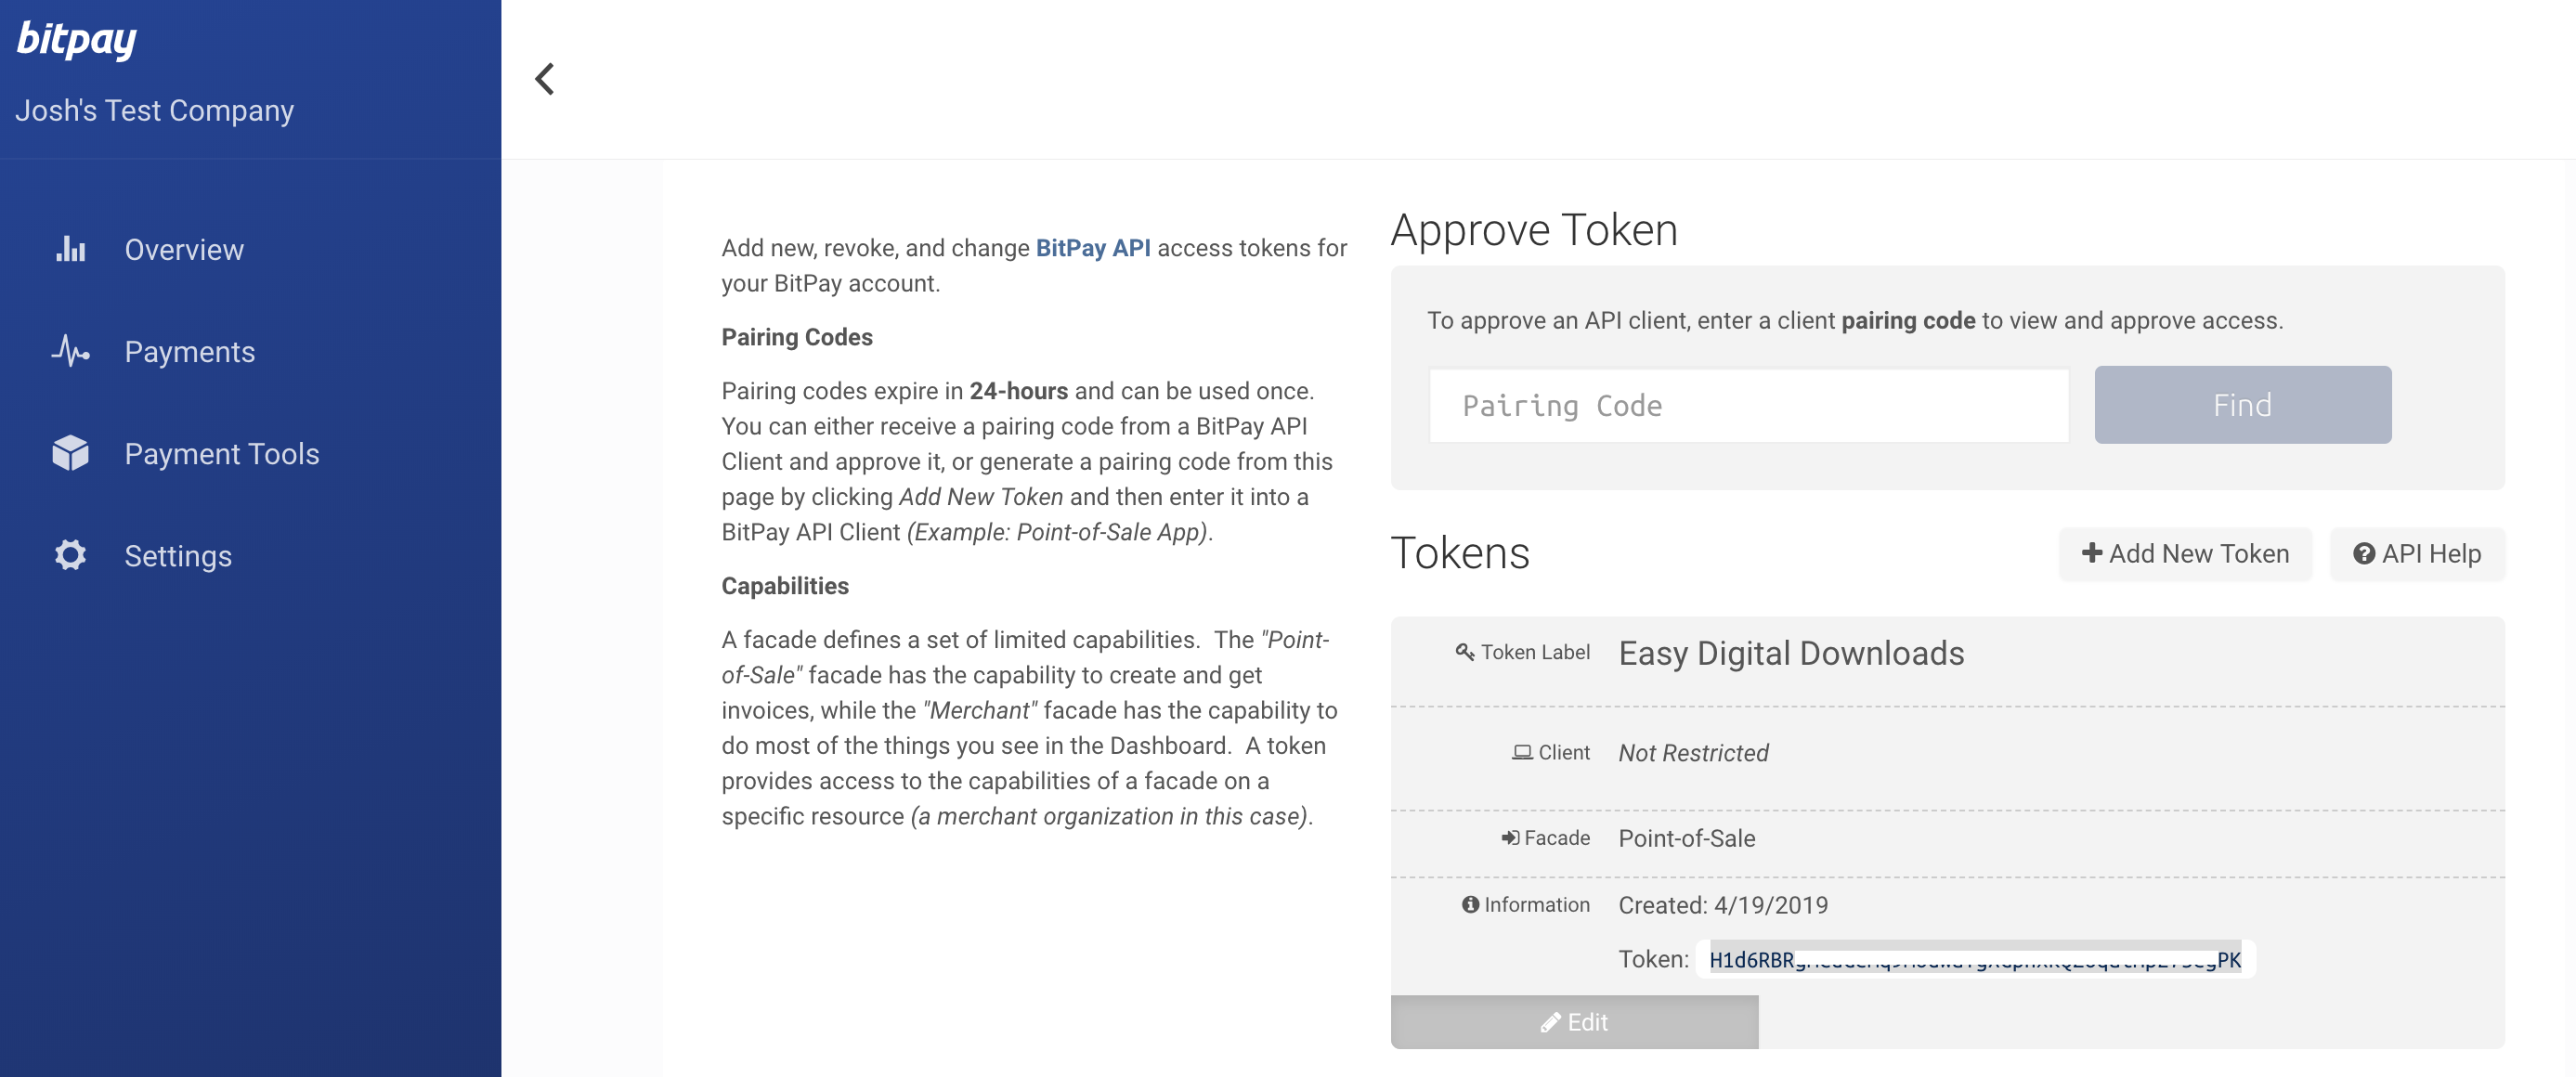 bitpay
Josh's Test Company
Overview
Payments
Payment Tools
Settings
Add new, revoke, and change BitPay API access tokens for
your BitPay account.
Pairing Codes
Pairing codes expire in 24-hours and can be used once.
You can either receive a pairing code from a BitPay API
Client and approve it, or generate a pairing code from this
page by clicking Add New Token and then enter it into a
BitPay API Client (Example: Point-of-Sale App).
Capabilities
A facade defines a set of limited capabilities. The "Point-
of-Sale" facade has the capability to create and get
invoices, while the "Merchant" facade has the capability to
do most of the things you see in the Dashboard. A token
provides access to the capabilities of a facade on a
specific resource (a merchant organization in this case).
Approve Token
To approve an API client, enter a client pairing code to view and approve access.
Pairing Code
Find
Tokens
Add New Token
API Help
Token Label Easy Digital Downloads
Client Not Restricted
Facade Point-of-Sale
Information Created: 4/19/2019
Token:
Edit